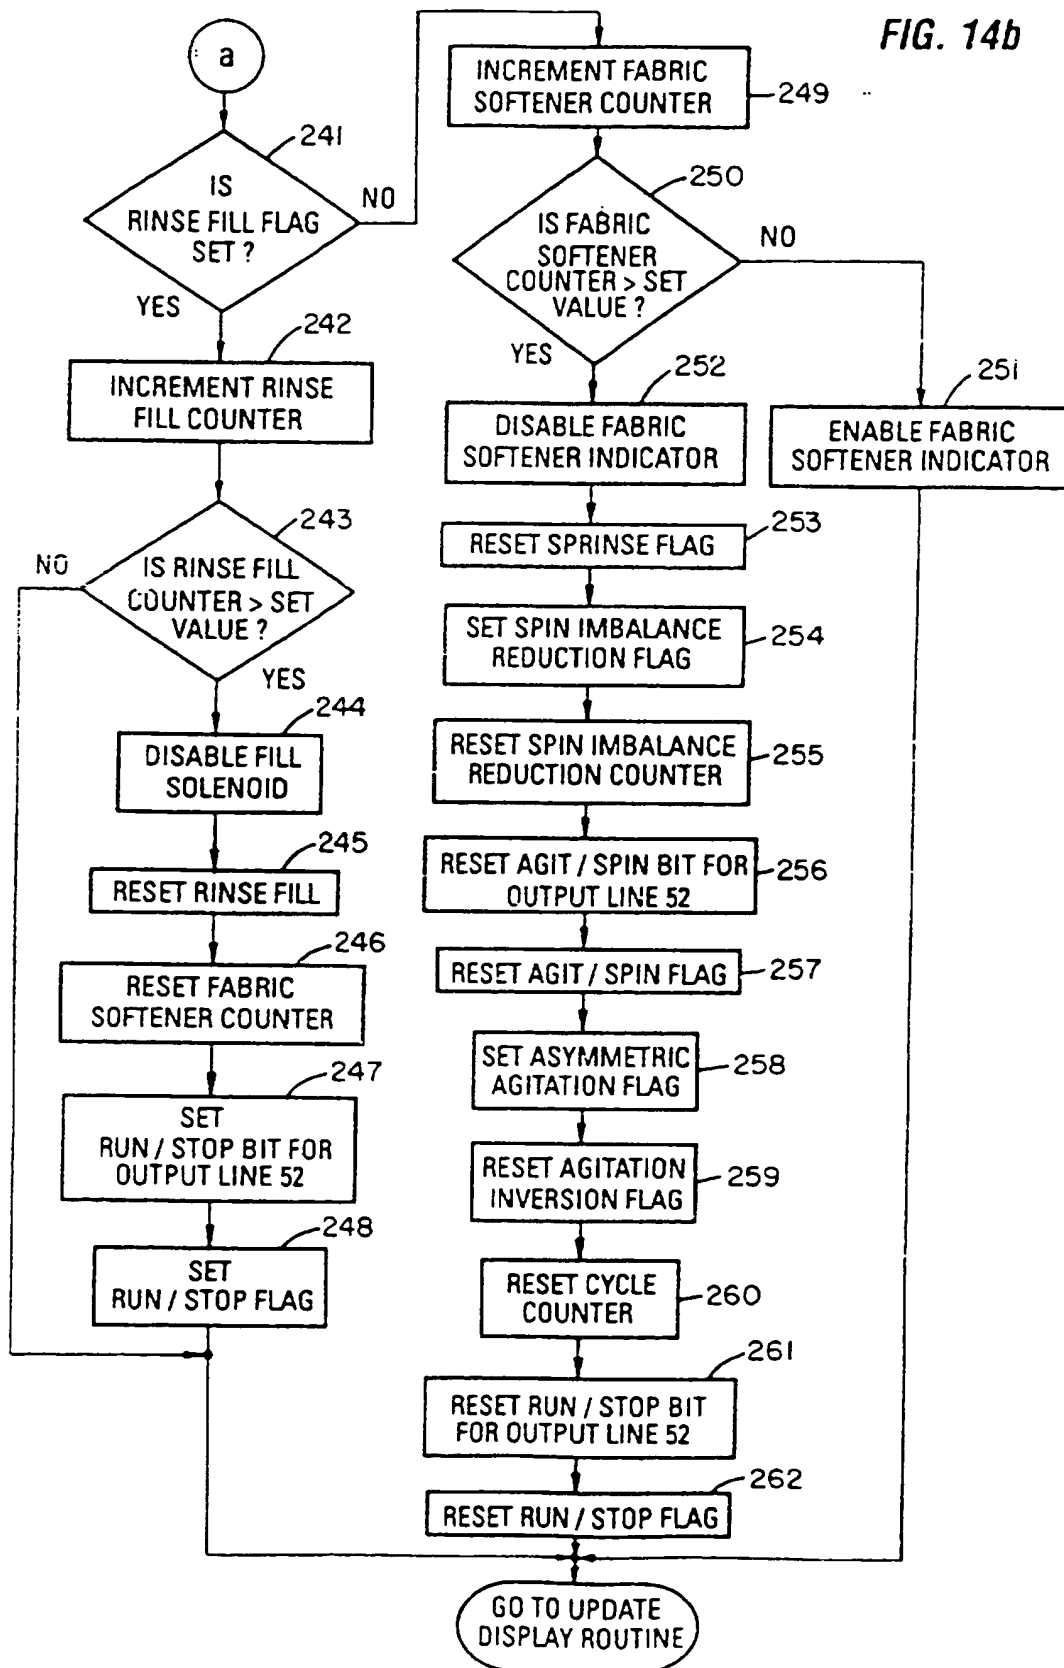 FIG. 14b
a
241
IS
RINSE FILL FLAG
SET ?
NO
YES
242
INCREMENT RINSE
FILL COUNTER
243
NO
IS RINSE FILL
COUNTER > SET
VALUE ?
YES
244
DISABLE FILL
SOLENOID
245
RESET RINSE FILL
246
RESET FABRIC
SOFTENER COUNTER
247
SET
RUN / STOP BIT FOR
OUTPUT LINE 52
248
SET
RUN / STOP FLAG
INCREMENT FABRIC
SOFTENER COUNTER
249
250
IS FABRIC
SOFTENER
COUNTER > SET
VALUE ?
NO
YES
251
ENABLE FABRIC
SOFTENER INDICATOR
252
DISABLE FABRIC
SOFTENER INDICATOR
RESET SPRINSE FLAG
253
SET SPIN IMBALANCE
REDUCTION FLAG
254
RESET SPIN IMBALANCE
REDUCTION COUNTER
255
RESET AGIT / SPIN BIT FOR
OUTPUT LINE 52
256
RESET AGIT / SPIN FLAG
257
SET ASYMMETRIC
AGITATION FLAG
258
RESET AGITATION
INVERSION FLAG
259
RESET CYCLE
COUNTER
260
261
RESET RUN / STOP BIT
FOR OUTPUT LINE 52
262
RESET RUN / STOP FLAG
GO TO UPDATE
DISPLAY ROUTINE